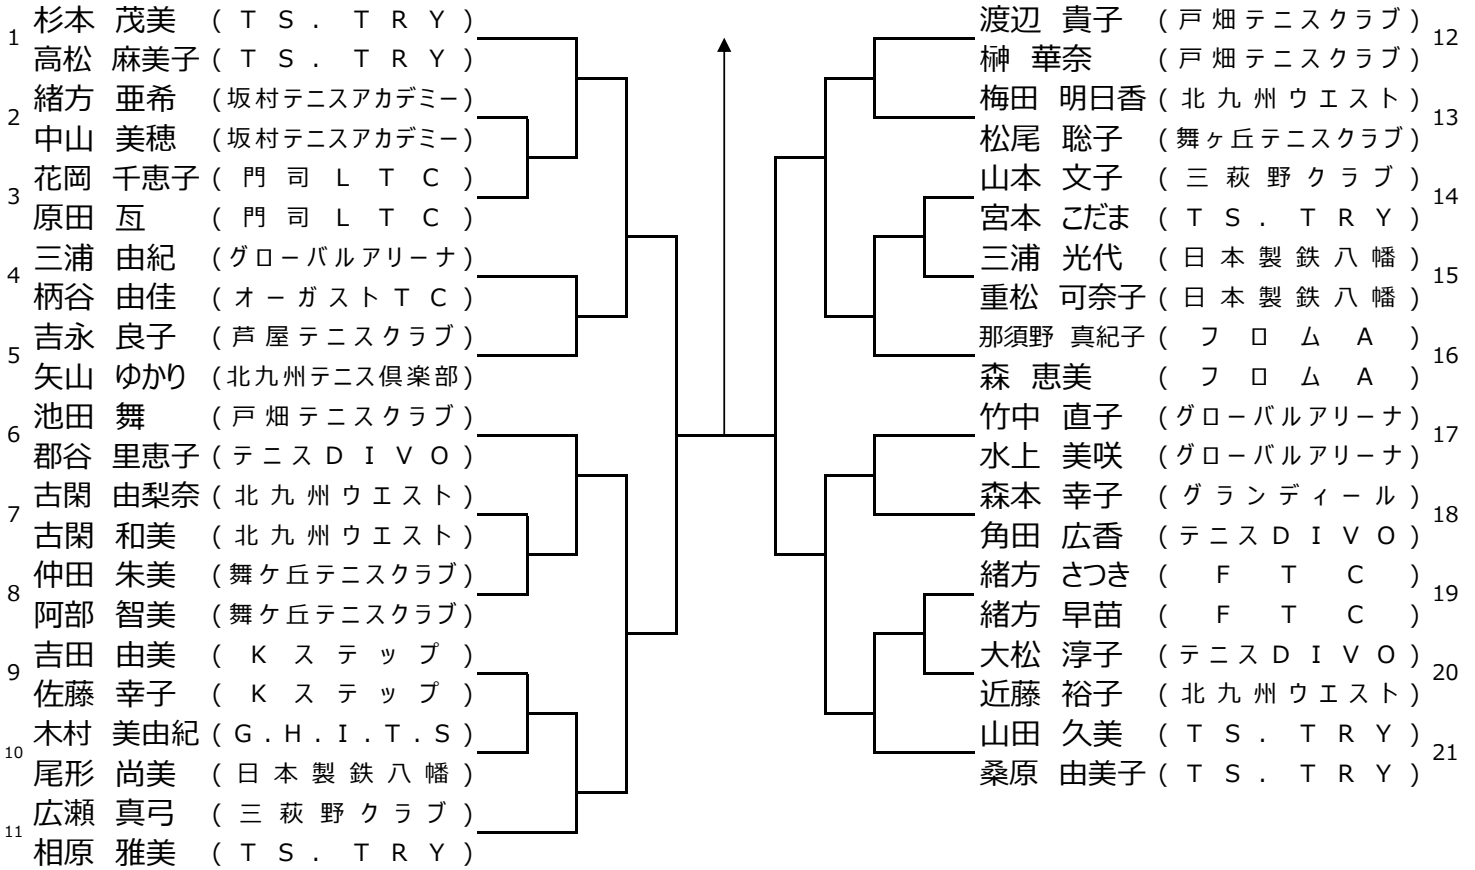 1
杉本 茂美 (TS.TRY)
高松 麻美子(TS.TRY)
2
緒方 亜希 (坂村テニスアカデミー)
中山 美穂 (坂村テニスアカデミー)
3
花岡 千恵子(門司LTC)
原田 亙 (門司LTC)
4
三浦 由紀 (グローバルアリーナ)
柄谷 由佳 (オーガストTC)
5
吉永 良子 (芦屋テニスクラブ)
矢山 ゆかり (北九州テニス倶楽部)
6
池田 舞 (戸畑テニスクラブ)
郡谷 里恵子(テニスDIVO)
7
古閑 由梨奈(北九州ウエスト)
古閑 和美 (北九州ウエスト)
8
仲田 朱美 (舞ケ丘テニスクラブ)
阿部 智美 (舞ケ丘テニスクラブ)
9
吉田 由美 (Kステップ)
佐藤 幸子 (Kステップ)
10
木村 美由紀(G.H.I.T.S)
尾形 尚美 (日本製鉄八幡)
11
広瀬 真弓 (三萩野クラブ)
相原 雅美 (TS.TRY)
渡辺 貴子 (戸畑テニスクラブ)
榊 華奈 (戸畑テニスクラブ)
12
梅田 明日香(北九州ウエスト)
松尾 聡子 (舞ヶ丘テニスクラブ)
13
山本 文子 (三萩野クラブ)
宮本 こだま (TS.TRY)
14
三浦 光代 (日本製鉄八幡)
重松 可奈子(日本製鉄八幡)
15
那須野 真紀子(フロムA)
森 恵美 (フロムA)
16
竹中 直子 (グローバルアリーナ)
水上 美咲 (グローバルアリーナ)
17
森本 幸子 (グランディール)
角田 広香 (テニスDIVO)
18
緒方 さつき (FTC)
緒方 早苗 (FTC)
19
大松 淳子 (テニスDIVO)
近藤 裕子 (北九州ウエスト)
20
山田 久美 (TS.TRY)
桑原 由美子(TS.TRY)
21